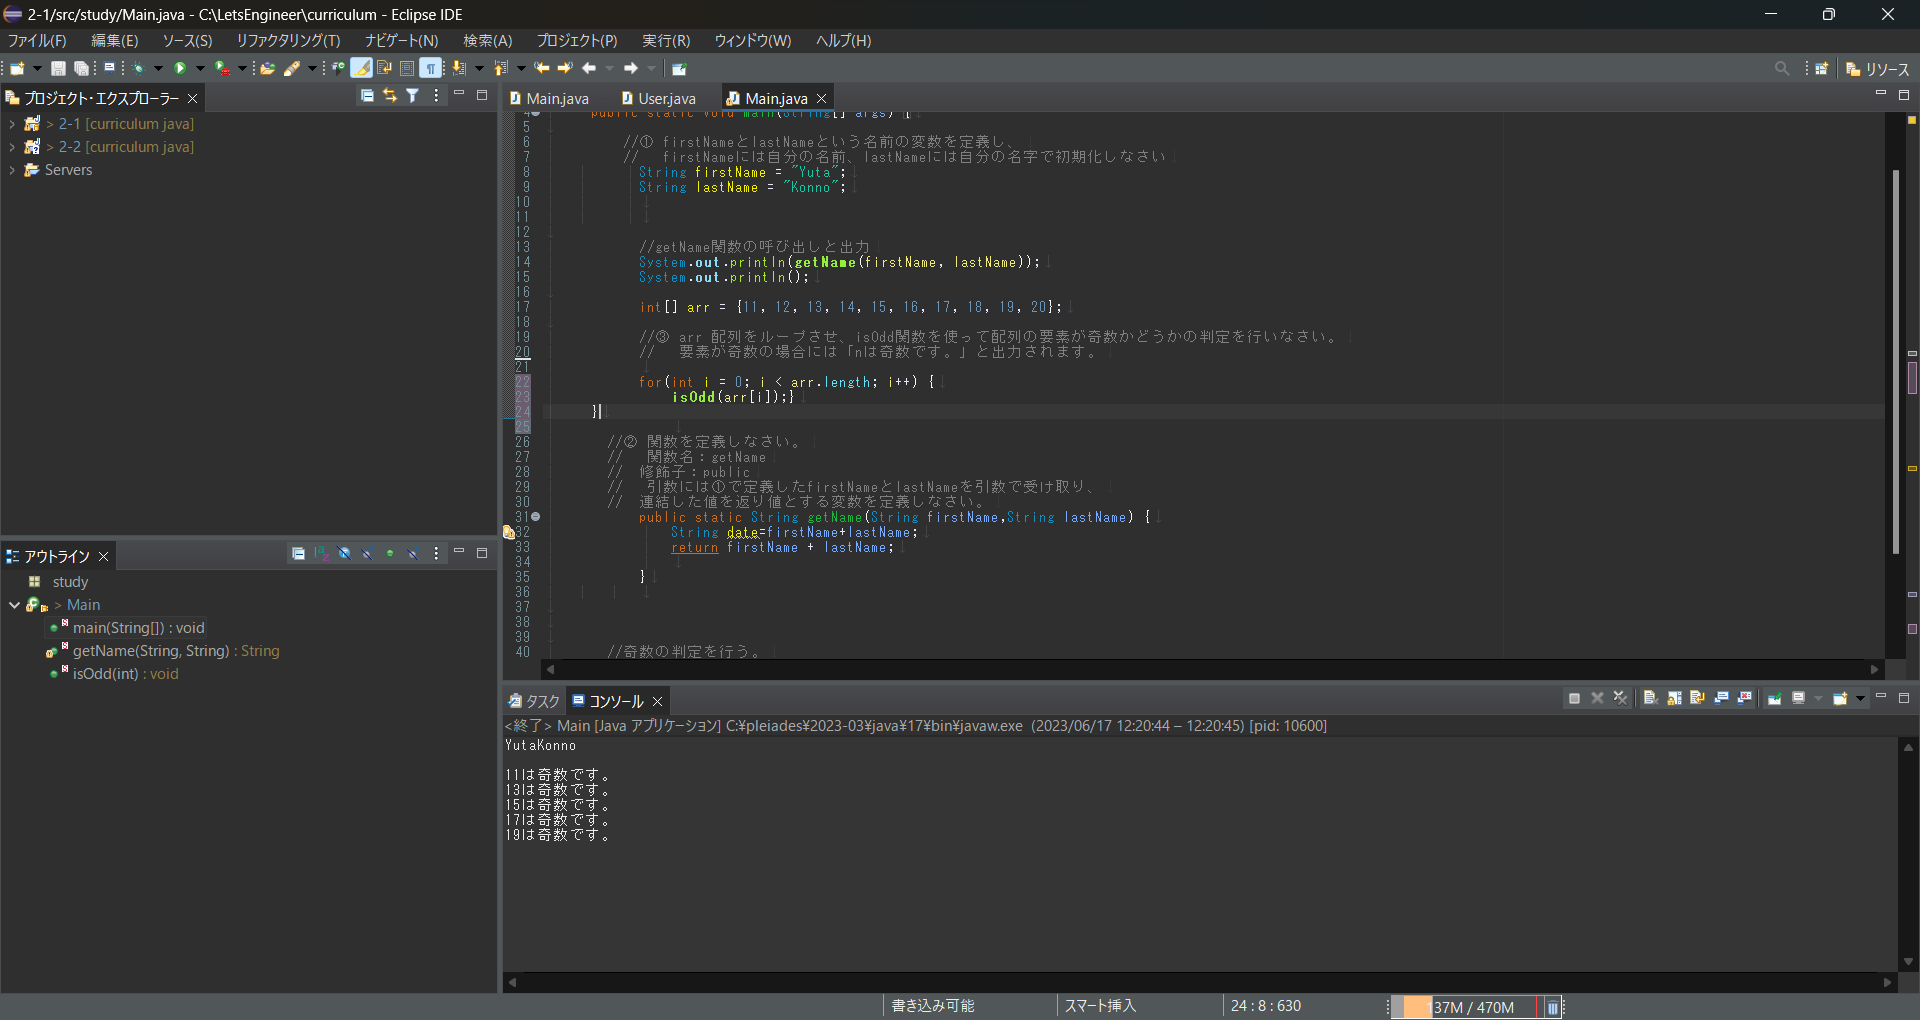 2-1/src/study/Main.java - C:\LetsEngineer\curriculum - Eclipse IDE
ファイル(F) 編集(E) ソース(S) リファクタリング(T) ナビゲート(N) 検索(A) プロジェクト(P) 実行(R) ウィンドウ(W) ヘルプ(H)
リソース
プロジェクト・エクスプローラー
> 2-1 [curriculum java]
> 2-2 [curriculum java]
Servers
Main.java User.java Main.java
4 public static void main(String[] args) {
5
6 //① firstNameとlastNameという名前の変数を定義し、
7 // firstNameには自分の名前、lastNameには自分の名字で初期化しなさい
8 String firstName = "Yuta";
9 String lastName = "Konno";
10
11
12
13 //getName関数の呼び出しと出力
14 System.out.println(getName(firstName, lastName));
15 System.out.println();
16
17 int[] arr = {11, 12, 13, 14, 15, 16, 17, 18, 19, 20};
18
19 //③ arr 配列をループさせ、isOdd関数を使って配列の要素が奇数かどうかの判定を行いなさい。
20 // 要素が奇数の場合には「nは奇数です。」と出力されます。
21
22 for(int i = 0; i < arr.length; i++) {
23 isOdd(arr[i]);}
24 }
25
26 //② 関数を定義しなさい。
27 // 関数名：getName
28 // 修飾子：public
29 // 引数には①で定義したfirstNameとlastNameを引数で受け取り、
30 // 連結した値を返り値とする変数を定義しなさい。
31 public static String getName(String firstName,String lastName) {
32 String date=firstName+lastName;
33 return firstName + lastName;
34
35 }
36
37
38
39
40 //奇数の判定を行う。
アウトライン
study
> Main
main(String[]) : void
getName(String, String) : String
isOdd(int) : void
タスク コンソール
<終了> Main [Java アプリケーション] C:¥pleiades¥2023-03¥java¥17¥bin¥javaw.exe (2023/06/17 12:20:44 – 12:20:45) [pid: 10600]
YutaKonno
11は奇数です。
13は奇数です。
15は奇数です。
17は奇数です。
19は奇数です。
書き込み可能 スマート挿入 24 : 8 : 630 137M / 470M